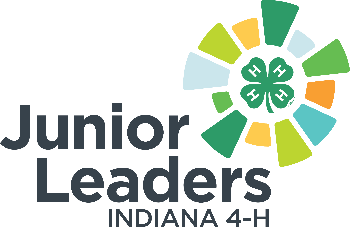 H H
H H
Junior
Leaders
INDIANA 4-H